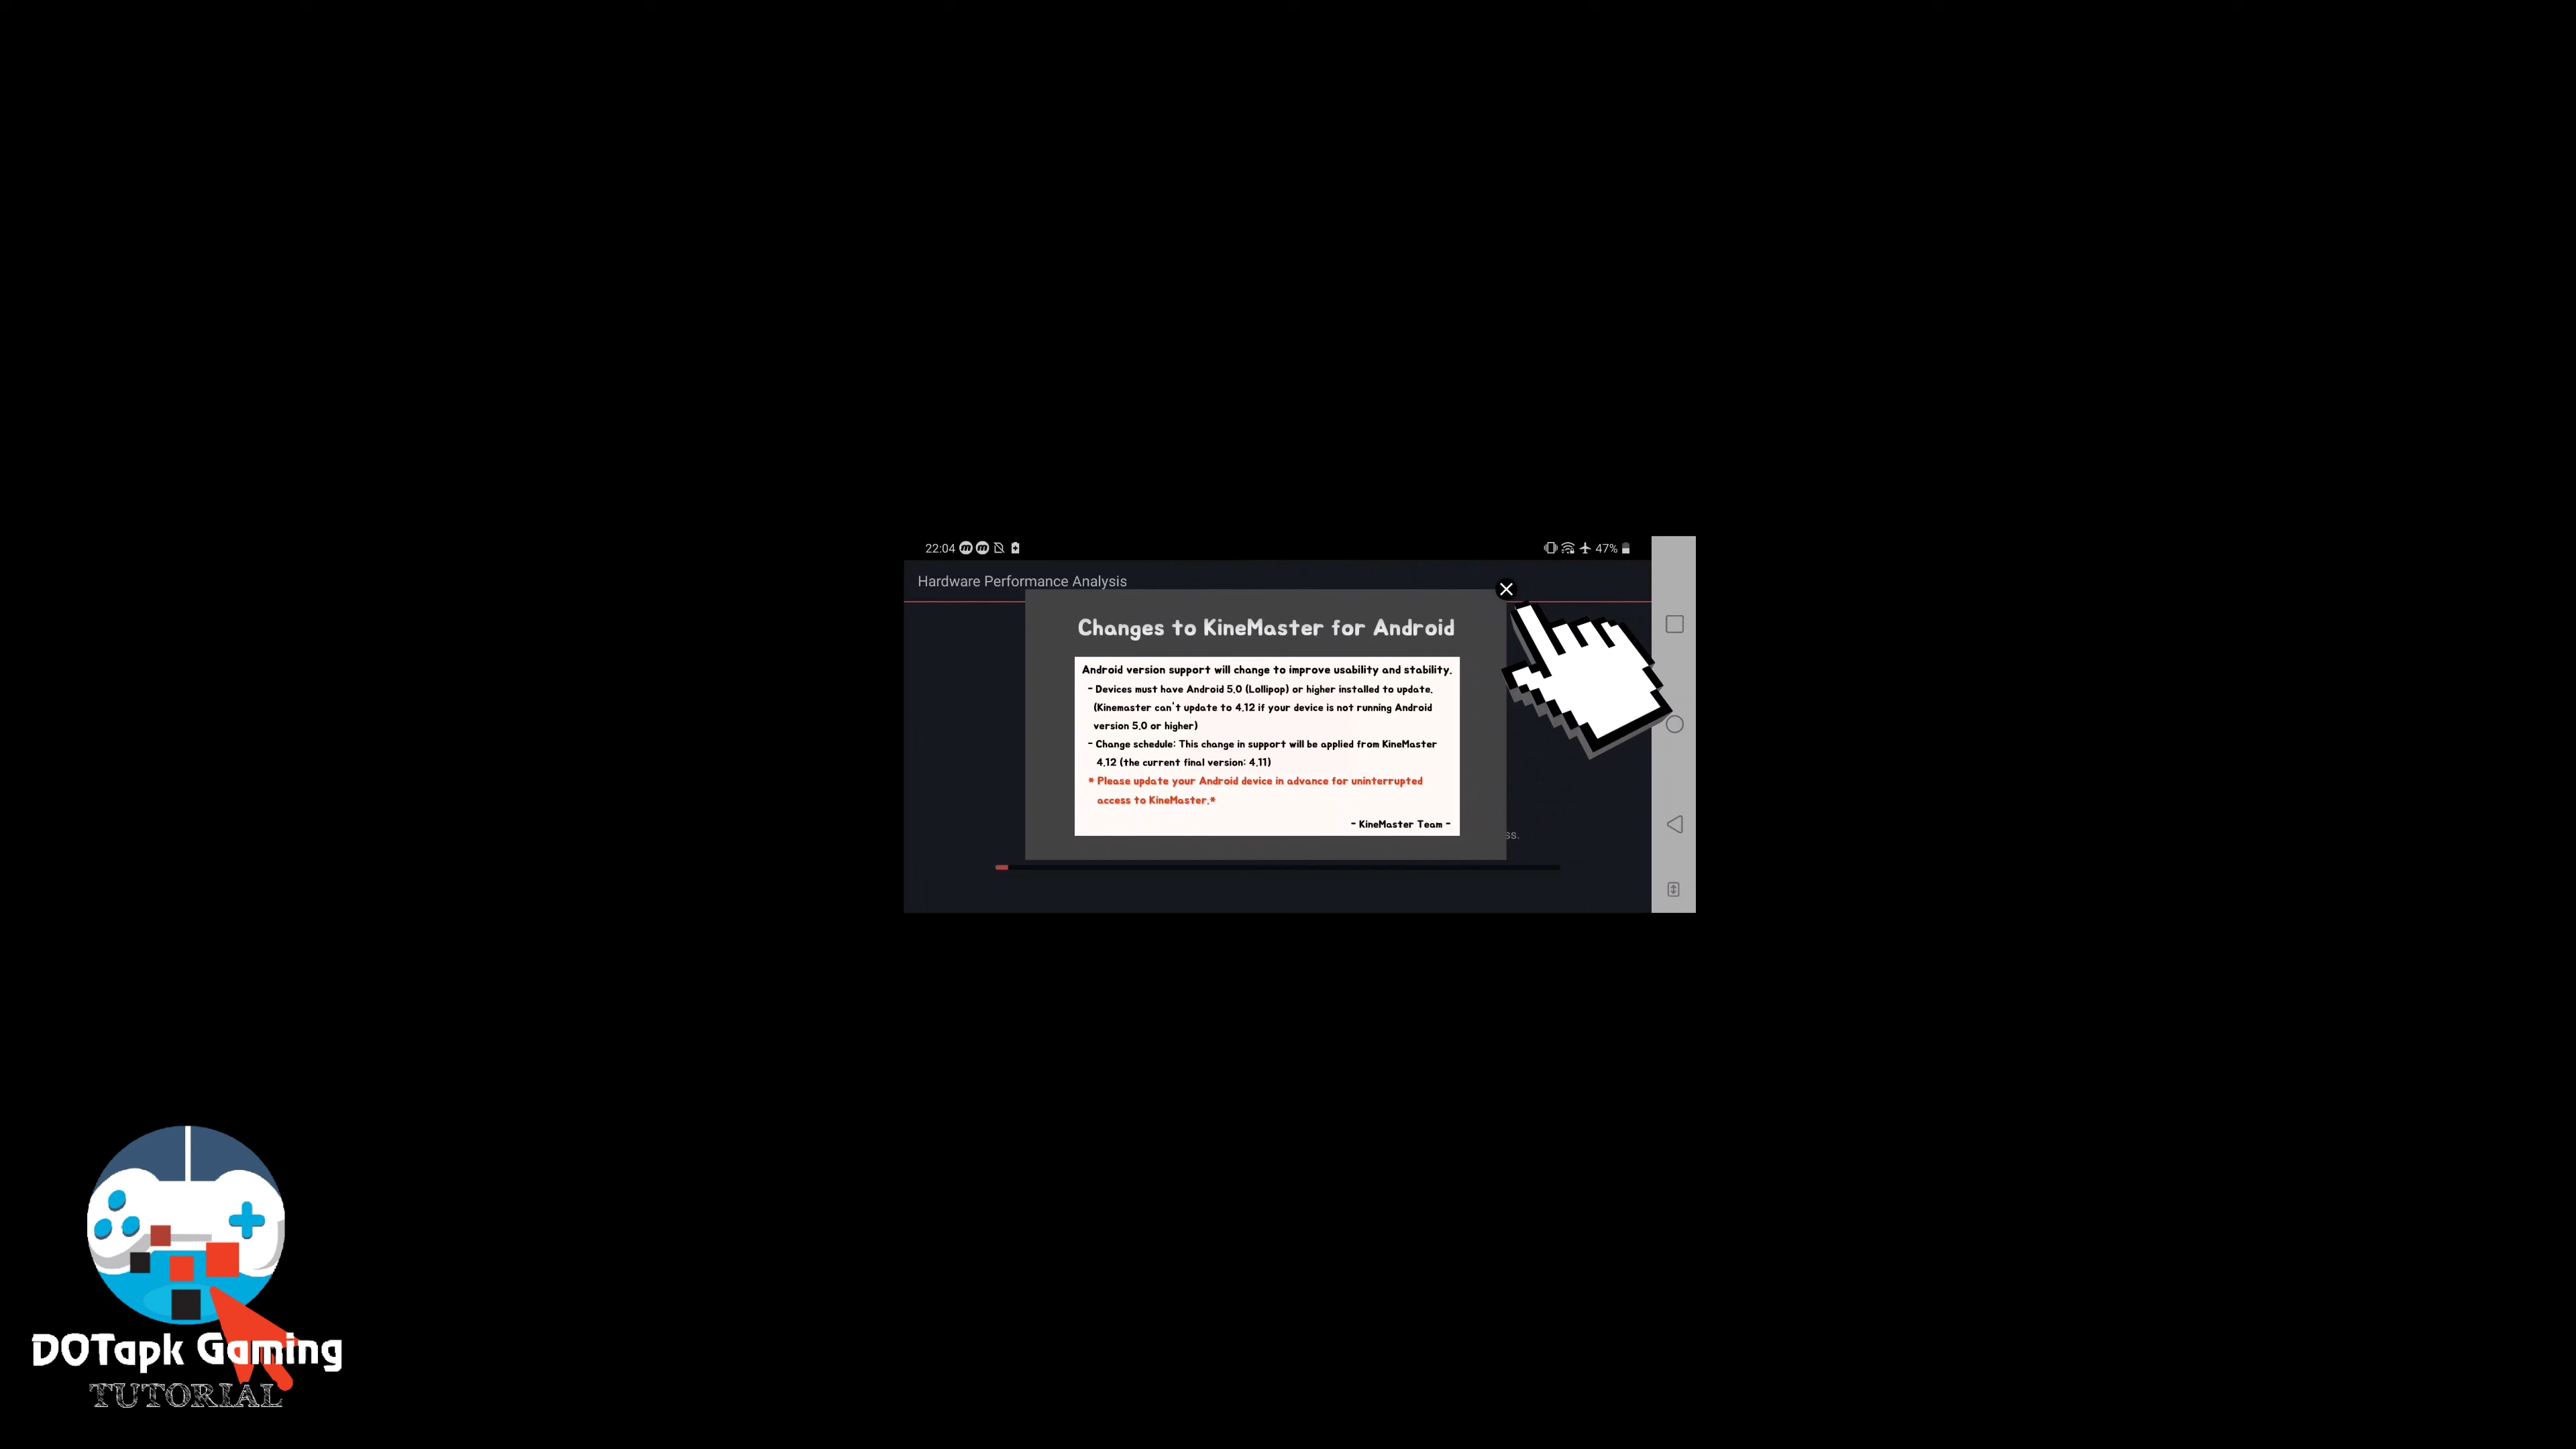 22:04
47%
Hardware Performance Analysis
Changes to KineMaster for Android
Android version support will change to improve usability and stability.
- Devices must have Android 5.0 (Lollipop) or higher installed to update.
(Kinemaster can't update to 4.12 if your device is not running Android
version 5.0 or higher)
- Change schedule: This change in support will be applied from KineMaster
4.12 (the current final version: 4.11)
* Please update your Android device in advance for uninterrupted
access to KineMaster.*
- KineMaster Team -
ss.
DOTapk Gaming
TUTORIAL